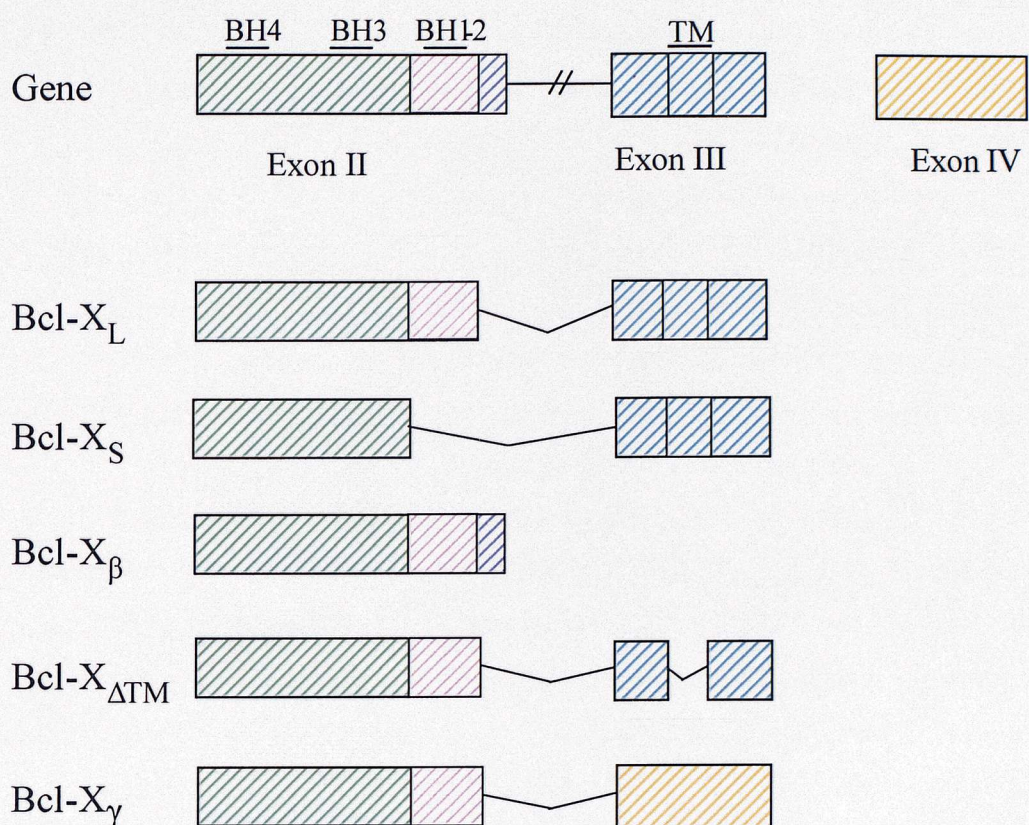 BH4 BH3 BH1-2 TM
Gene
Exon II Exon III Exon IV
Bcl-XL
Bcl-XS
Bcl-Xβ
Bcl-XΔTM
Bcl-Xγ